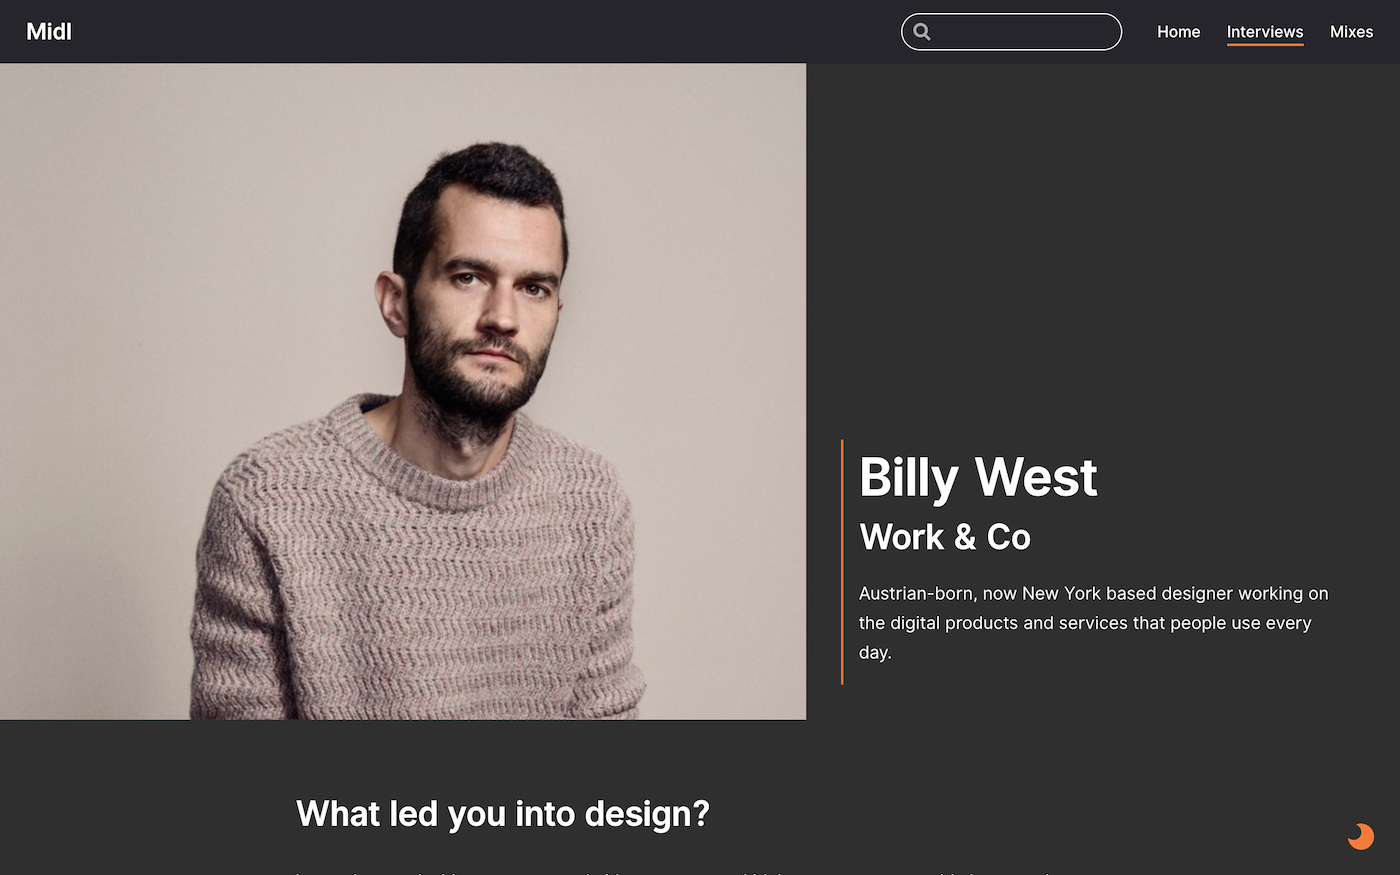 Midl
Home Interviews Mixes
Billy West
Work & Co
Austrian-born, now New York based designer working on
the digital products and services that people use every
day.
What led you into design?